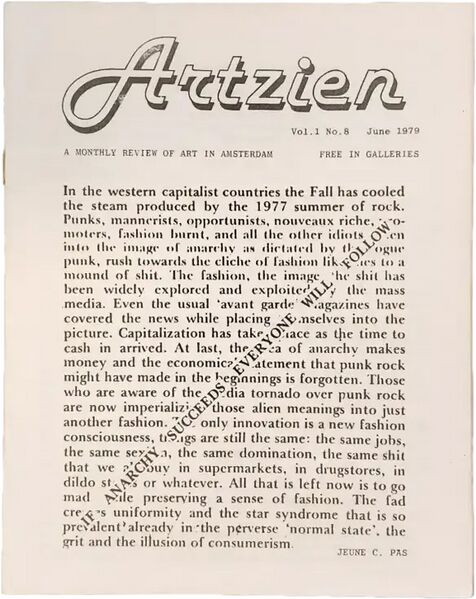 Artzien
Vol.1 No.8 June 1979
A MONTHLY REVIEW OF ART IN AMSTERDAM FREE IN GALLERIES
In the western capitalist countries the Fall has cooled
the steam produced by the 1977 summer of rock.
Punks, mannerists, opportunists, nouveaux riche,
moters, fashion burnt, and all the other idiots
into the image of anarchy as dictated by
punk, rush towards the cliche of fashion to a
mound of shit. The fashion, the image the shit has
been widely explored and exploited by the mass
media. Even the usual 'avant garde' magazines have
covered the news while placing themselves into the
picture. Capitalization has taken place as the time to
cash in arrived. At last, the idea of anarchy makes
money and the economical statement that punk rock
might have made in the beginnings is forgotten. Those
who are aware of the media tornado over punk rock
are now imperializing those alien meanings into just
another fashion. The only innovation is a new fashion
consciousness, things are still the same: the same jobs,
the same sexism, the same domination, the same shit
that we all buy in supermarkets, in drugstores, in
dildo stores or whatever. All that is left now is to go
mad while preserving a sense of fashion. The fad
creates uniformity and the star syndrome that is so
prevalent already in the perverse 'normal state', the
grit and the illusion of consumerism.
IF ANARCHY SUCCEEDS EVERYONE WILL FOLLOW
JEUNE C. PAS